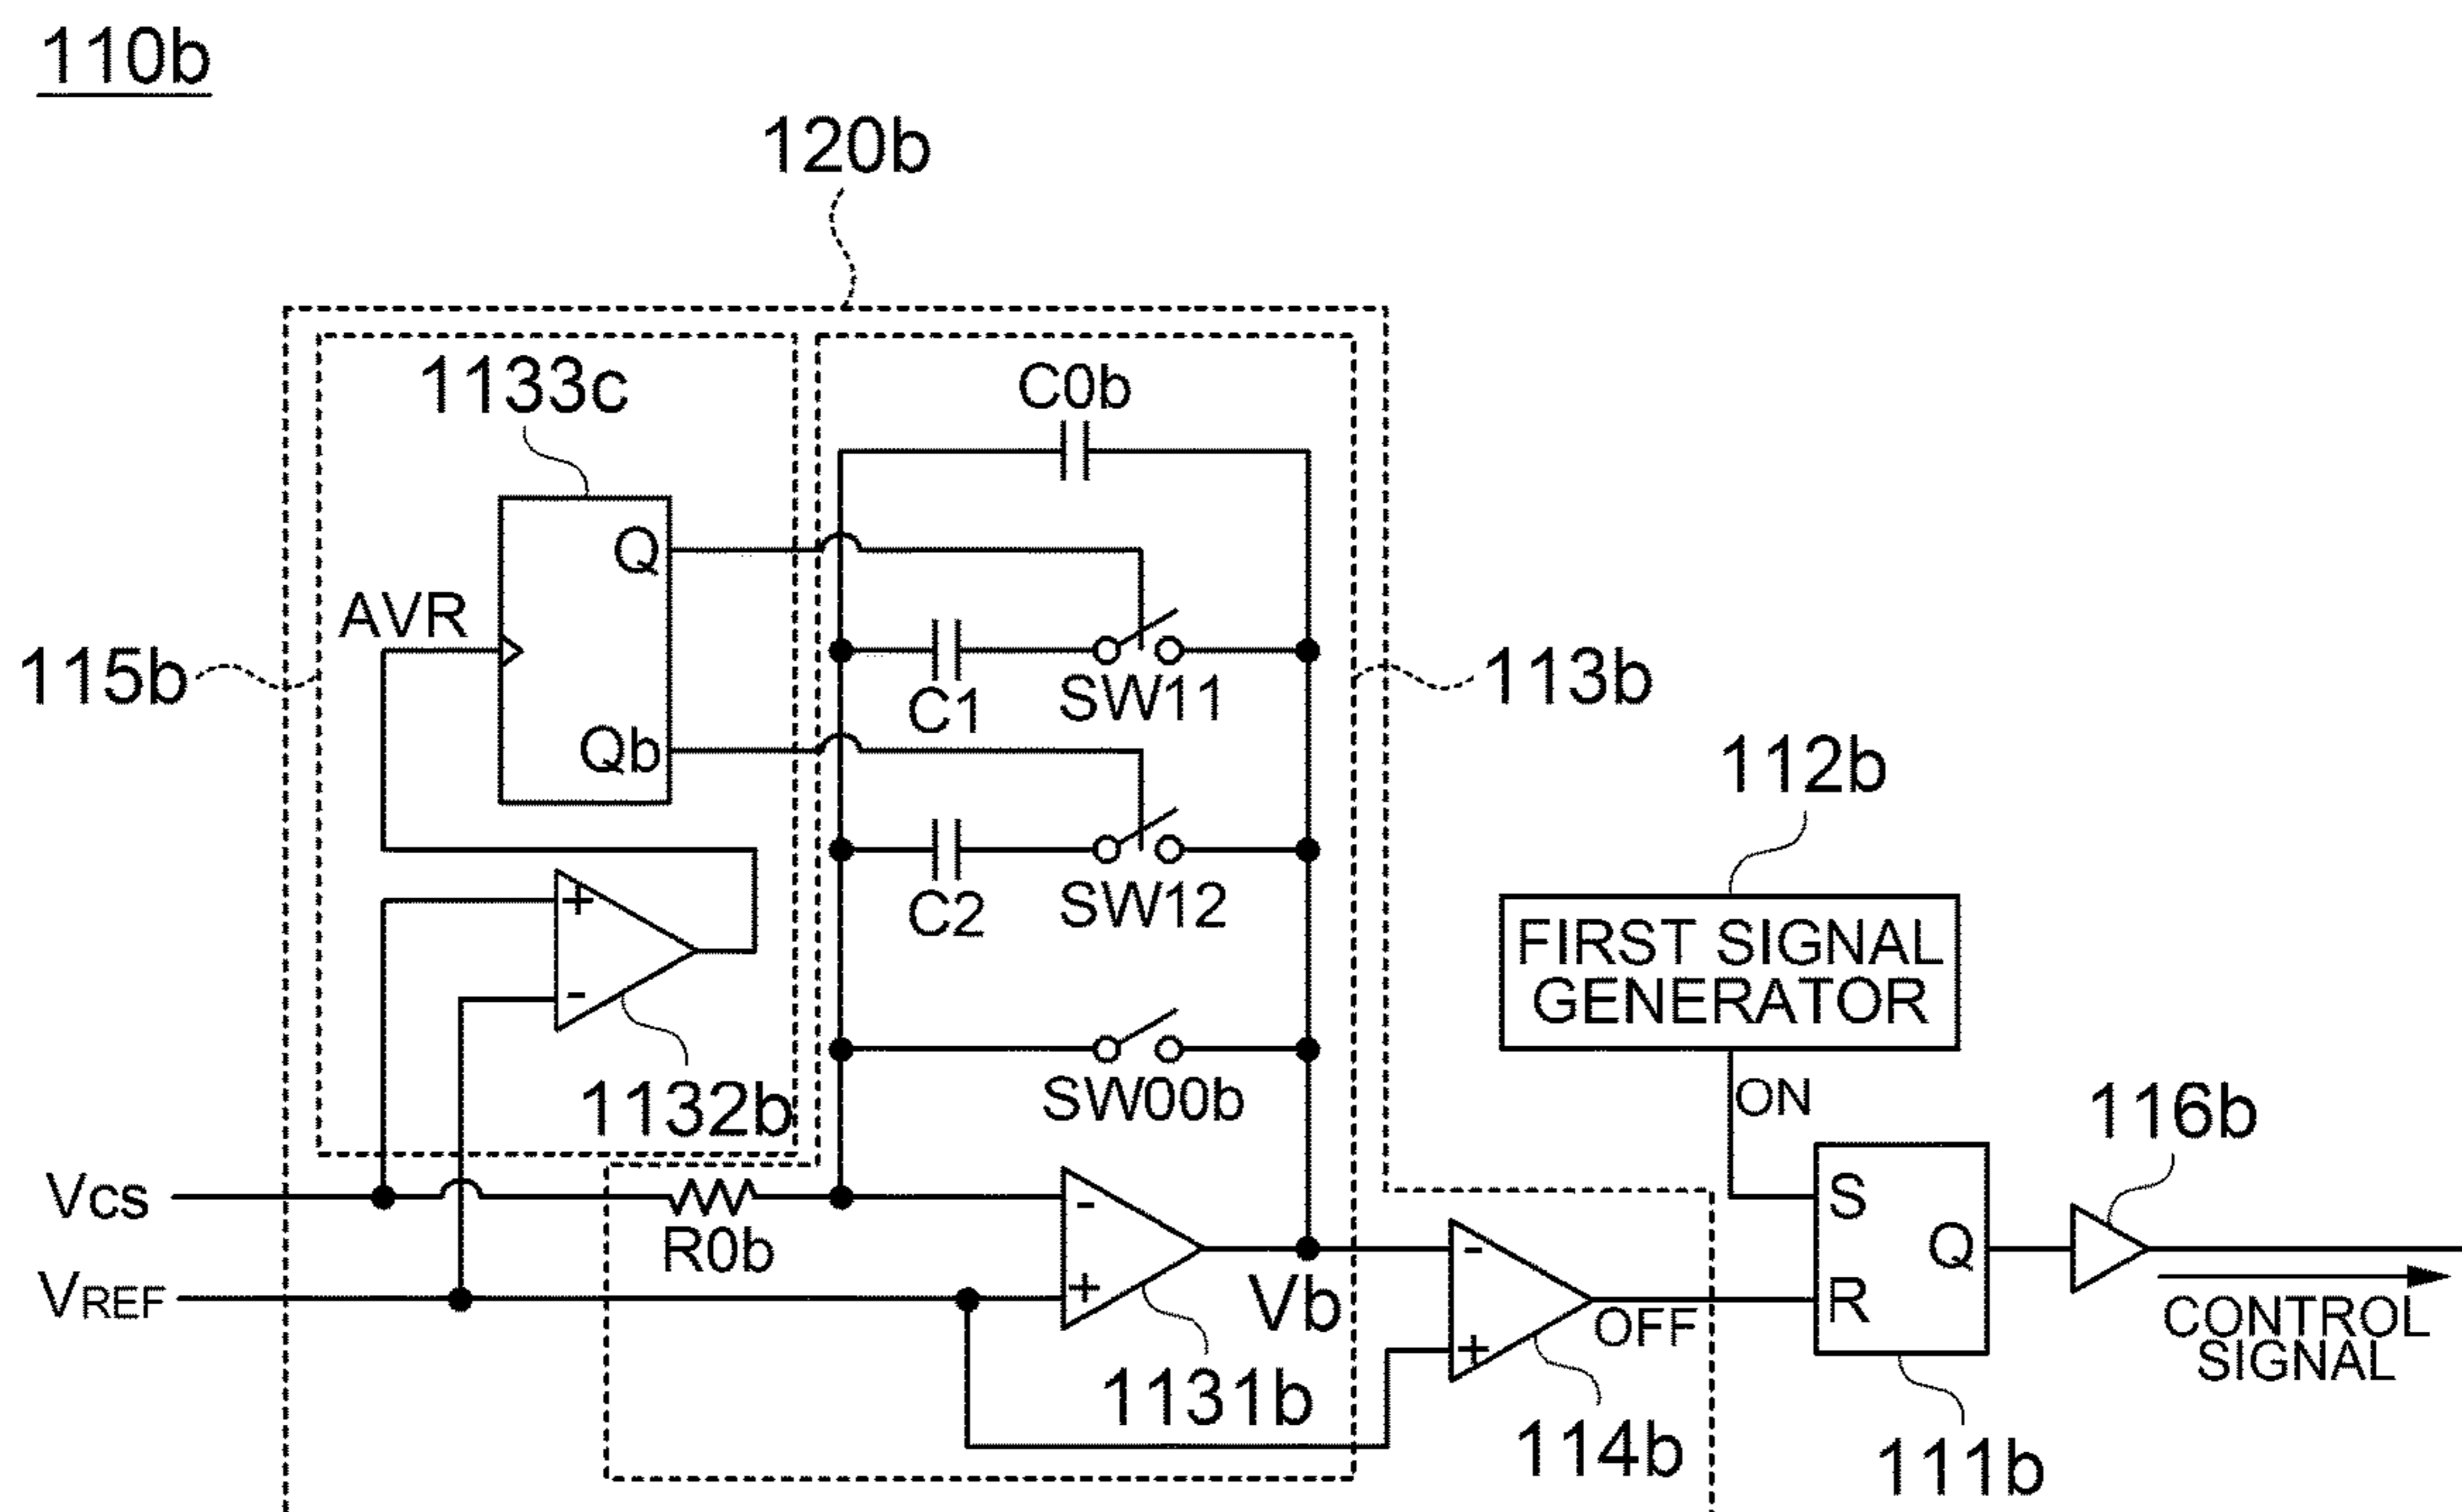 110b
120b
1133c
C0b
Q
AVR
115b
C1
SW11
113b
Qb
112b
C2
SW12
FIRST SIGNAL
GENERATOR
+
-
1132b
SW00b
ON
116b
Vcs
R0b
-
S
Q
VREF
+
Vb
-
+
OFF
R
CONTROL
SIGNAL
1131b
114b
111b